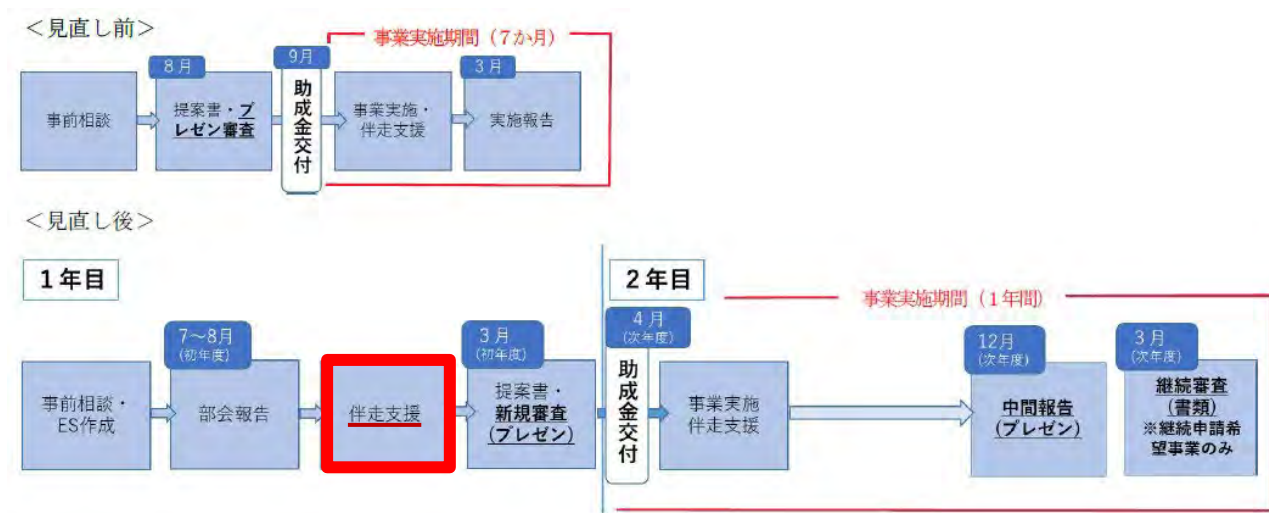 ＜見直し前＞
事業実施期間（７か月）
事前相談
８月
提案書・プ
レゼン審査
9月
助成金交付
事業実施・
伴走支援
３月
実施報告
＜見直し後＞
１年目
２年目
事業実施期間（１年間）
事前相談・
ES作成
7～8月
(初年度)
部会報告
伴走支援
３月
(初年度)
提案書・
新規審査
(プレゼン)
４月
(次年度)
助成金交付
事業実施
伴走支援
12月
(次年度)
中間報告
(プレゼン)
３月
(次年度)
継続審査
(書類)
※継続申請希
望事業のみ